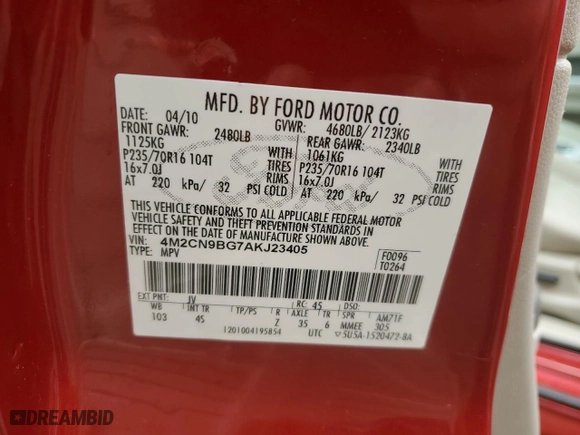 MFD. BY FORD MOTOR CO.
DATE: 04/10 GVWR: 4680LB/ 2123KG
FRONT GAWR: 2480LB REAR GAWR: 2340LB
1125KG WITH 1061KG WITH
P235/70R16 104T TIRES P235/70R16 104T TIRES
16x7.0J RIMS 16x7.0J RIMS
AT 220 kPa/ 32 PSI COLD AT 220 kPa/ 32 PSI COLD
THIS VEHICLE CONFORMS TO ALL APPLICABLE FEDERAL MOTOR
VEHICLE SAFETY AND THEFT PREVENTION STANDARDS IN
EFFECT ON THE DATE OF MANUFACTURE SHOWN ABOVE.
VIN: 4M2CN9BG7AKJ23405 F0096
TYPE: MPV T0264
EXT PNT: JV RC: 45 DSO:
WB INT TR TP/PS R AXLE TR SPR AM71F
103 4S Z 35 6 MMEE 305
1201004195854 UTC 5U5A-1520472-BA
Ford
DREAMBID